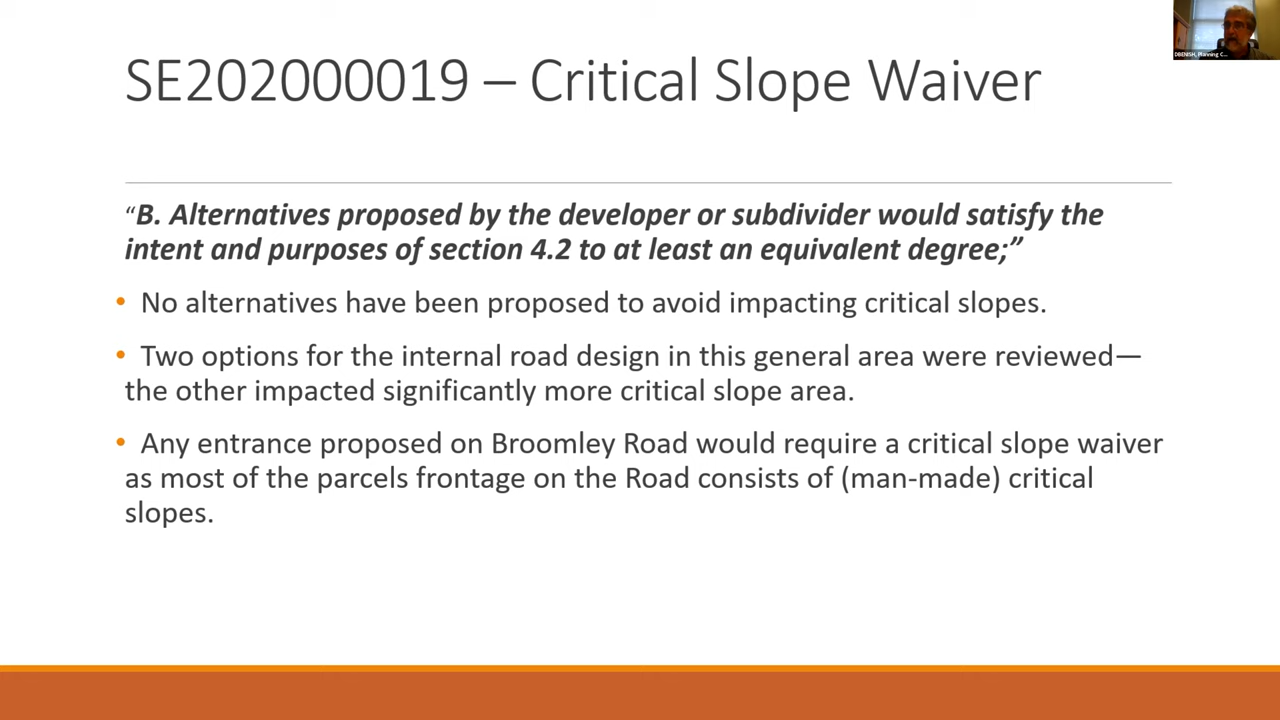 DBENISH, Planning C...
SE202000019 – Critical Slope Waiver
“B. Alternatives proposed by the developer or subdivider would satisfy the
intent and purposes of section 4.2 to at least an equivalent degree;”
• No alternatives have been proposed to avoid impacting critical slopes.
• Two options for the internal road design in this general area were reviewed—
the other impacted significantly more critical slope area.
• Any entrance proposed on Broomley Road would require a critical slope waiver
as most of the parcels frontage on the Road consists of (man-made) critical
slopes.